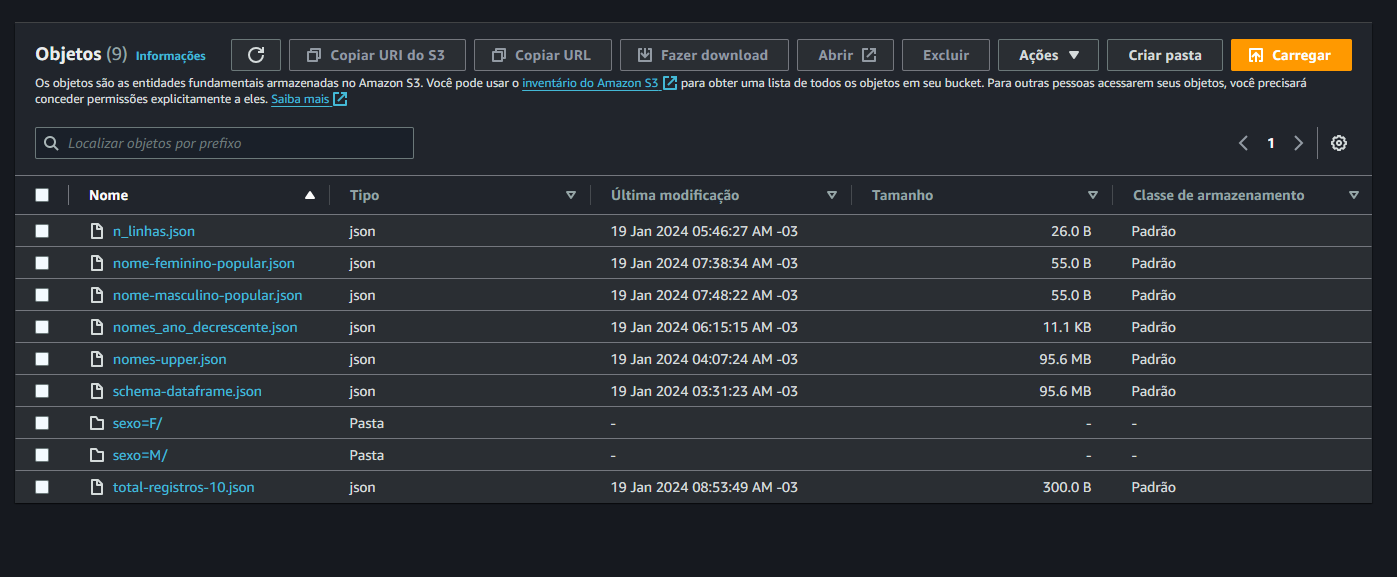 Objetos (9) Informações Copiar URI do S3 Copiar URL Fazer download Abrir Excluir Ações Criar pasta Carregar
Os objetos são as entidades fundamentais armazenadas no Amazon S3. Você pode usar o inventário do Amazon S3 para obter uma lista de todos os objetos em seu bucket. Para outras pessoas acessarem seus objetos, você precisará
conceder permissões explicitamente a eles. Saiba mais
Localizar objetos por prefixo 1
Nome Tipo Última modificação Tamanho Classe de armazenamento
n_linhas.json json 19 Jan 2024 05:46:27 AM -03 26.0 B Padrão
nome-feminino-popular.json json 19 Jan 2024 07:38:34 AM -03 55.0 B Padrão
nome-masculino-popular.json json 19 Jan 2024 07:48:22 AM -03 55.0 B Padrão
nomes_ano_decrescente.json json 19 Jan 2024 06:15:15 AM -03 11.1 KB Padrão
nomes-upper.json json 19 Jan 2024 04:07:24 AM -03 95.6 MB Padrão
schema-dataframe.json json 19 Jan 2024 03:31:23 AM -03 95.6 MB Padrão
sexo=F/ Pasta - - -
sexo=M/ Pasta - - -
total-registros-10.json json 19 Jan 2024 08:53:49 AM -03 300.0 B Padrão